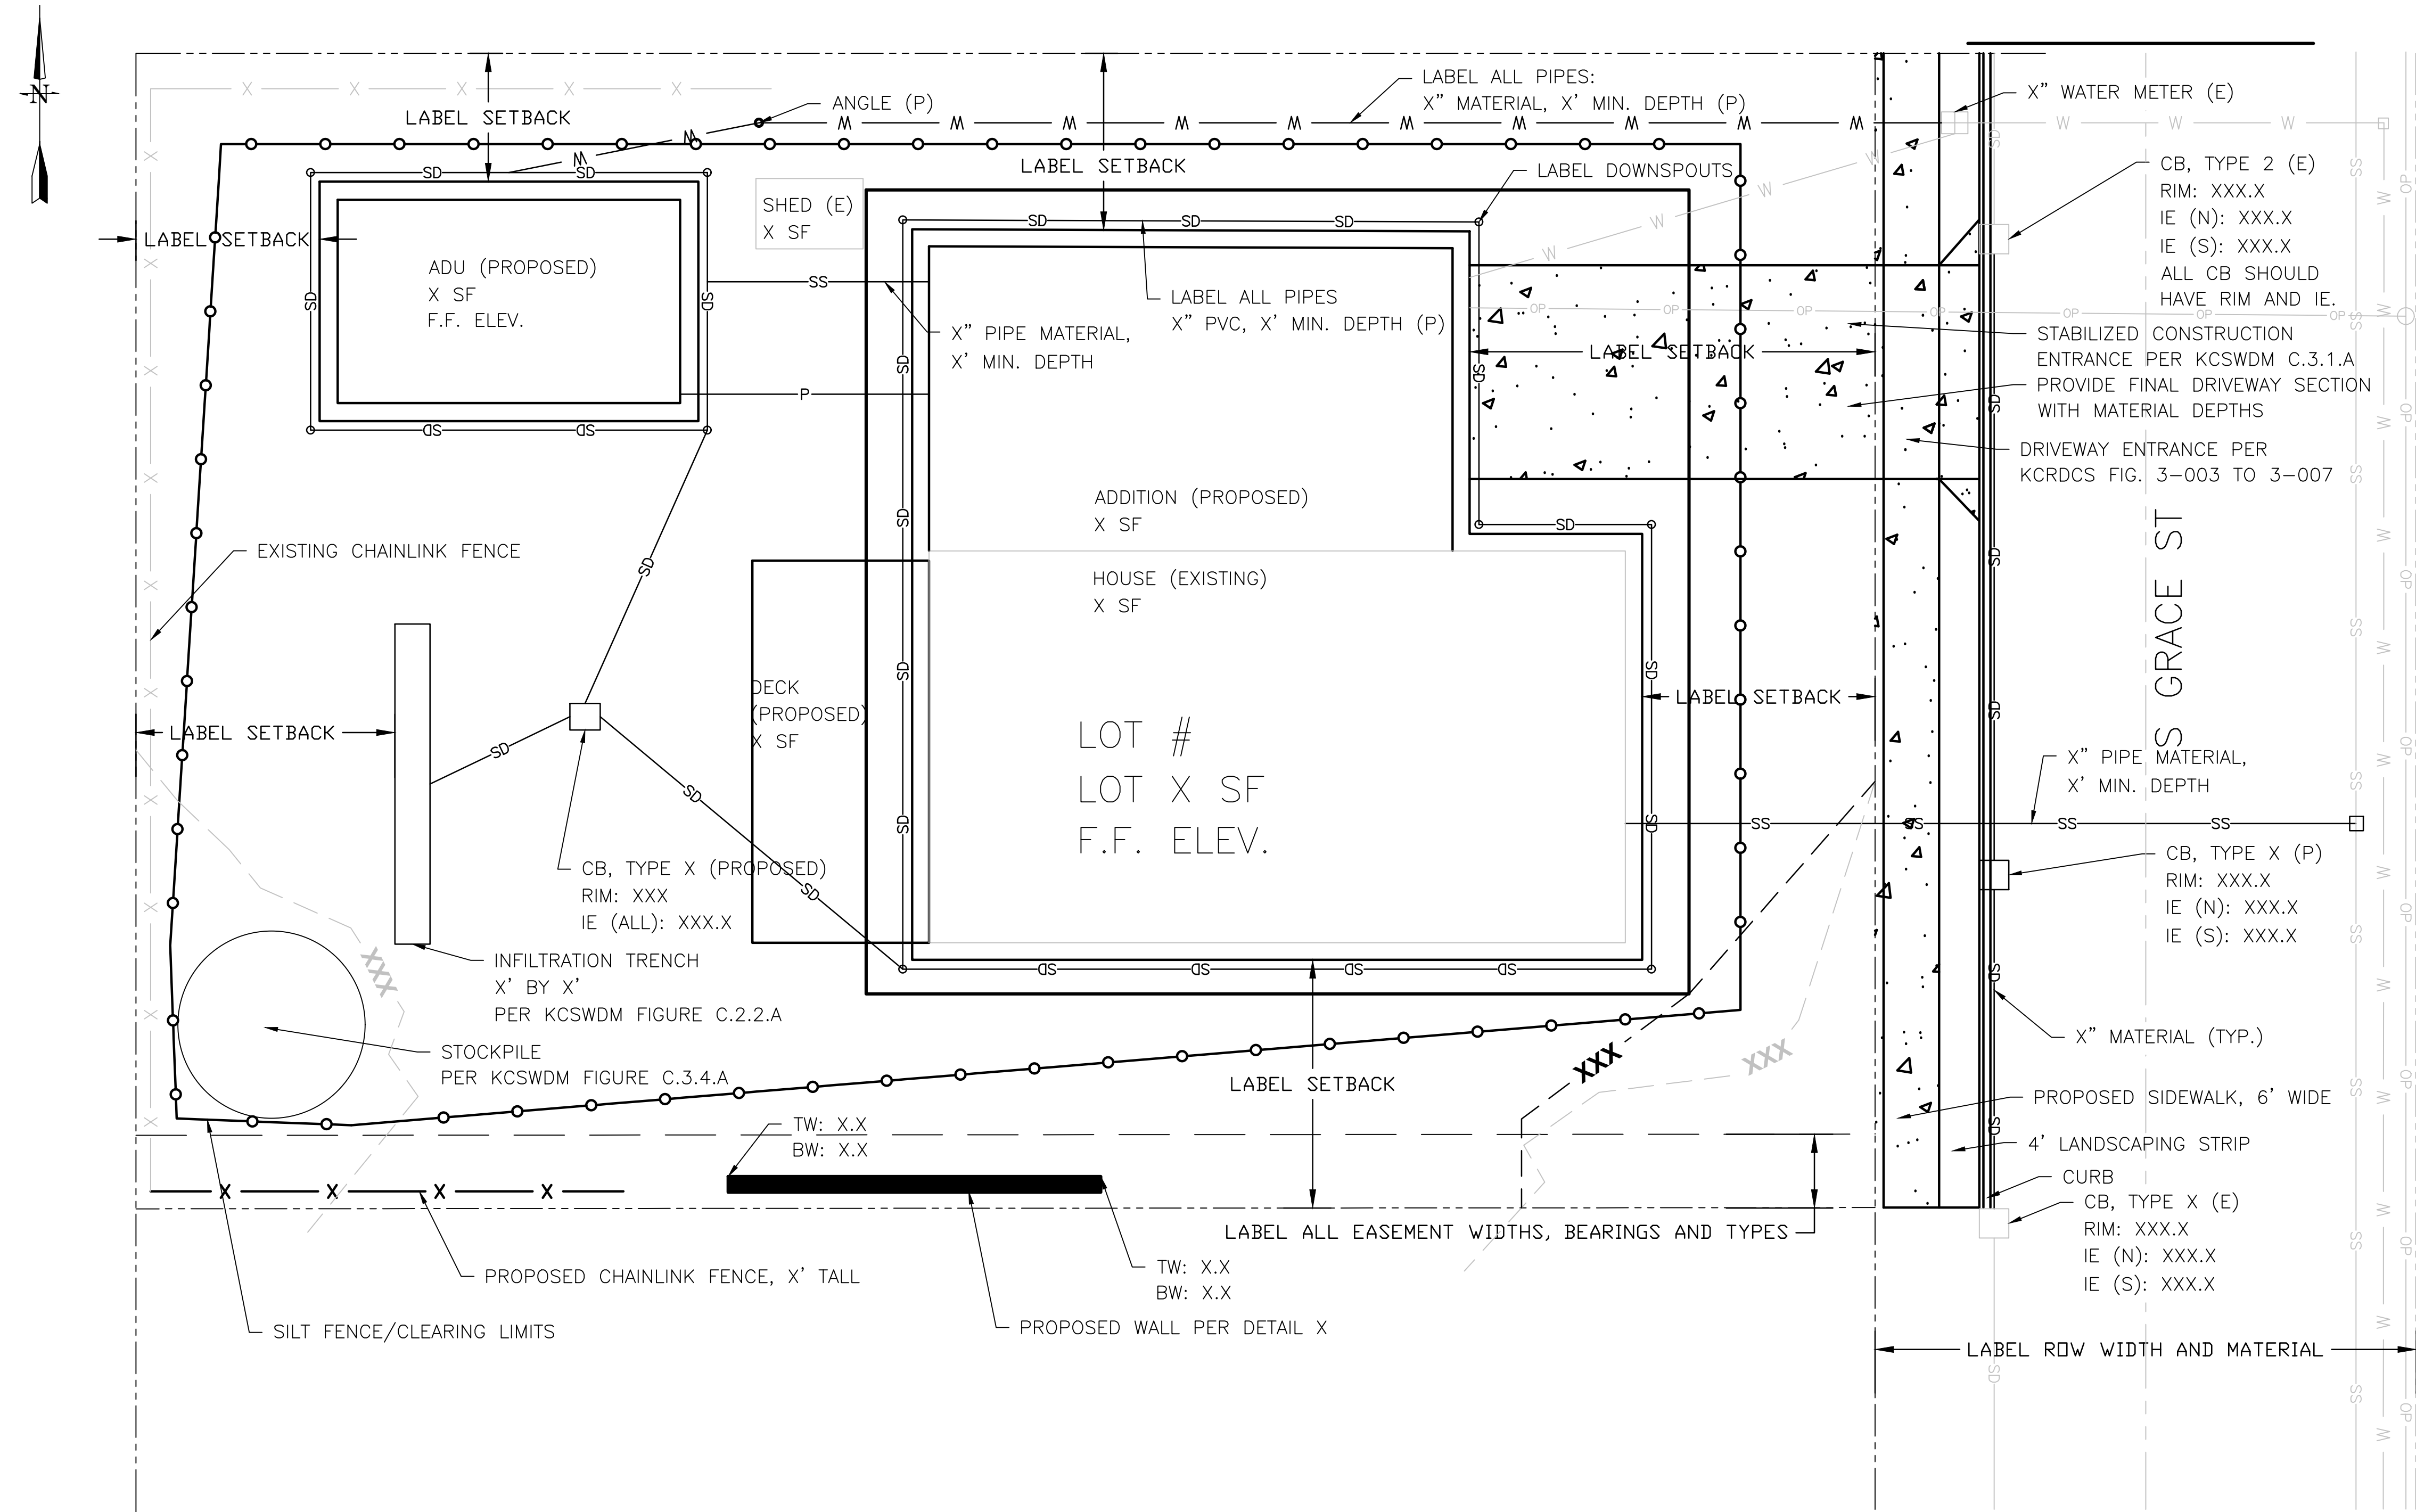 N
LABEL SETBACK
ANGLE (P)
LABEL ALL PIPES:
X” MATERIAL, X' MIN. DEPTH (P)
X” WATER METER (E)
LABEL SETBACK
LABEL DOWNSPOUTS
CB, TYPE 2 (E)
RIM: XXX.X
IE (N): XXX.X
IE (S): XXX.X
ALL CB SHOULD
HAVE RIM AND IE.
SHED (E)
X SF
LABEL SETBACK
ADU (PROPOSED)
X SF
F.F. ELEV.
LABEL ALL PIPES
X” PVC, X' MIN. DEPTH (P)
X” PIPE MATERIAL,
X' MIN. DEPTH
LABEL SETBACK
STABILIZED CONSTRUCTION
ENTRANCE PER KCSWDM C.3.1.A
PROVIDE FINAL DRIVEWAY SECTION
WITH MATERIAL DEPTHS
DRIVEWAY ENTRANCE PER
KCRDCS FIG. 3-003 TO 3-007
ADDITION (PROPOSED)
X SF
EXISTING CHAINLINK FENCE
HOUSE (EXISTING)
X SF
S GRACE ST
DECK
(PROPOSED)
X SF
LABEL SETBACK
LABEL SETBACK
LOT #
LOT X SF
F.F. ELEV.
X” PIPE MATERIAL,
X' MIN. DEPTH
CB, TYPE X (PROPOSED)
RIM: XXX
IE (ALL): XXX.X
CB, TYPE X (P)
RIM: XXX.X
IE (N): XXX.X
IE (S): XXX.X
INFILTRATION TRENCH
X' BY X'
PER KCSWDM FIGURE C.2.2.A
XXX
STOCKPILE
PER KCSWDM FIGURE C.3.4.A
XXX
XXX
X” MATERIAL (TYP.)
LABEL SETBACK
PROPOSED SIDEWALK, 6' WIDE
TW: X.X
BW: X.X
4' LANDSCAPING STRIP
CURB
CB, TYPE X (E)
RIM: XXX.X
IE (N): XXX.X
IE (S): XXX.X
LABEL ALL EASEMENT WIDTHS, BEARINGS AND TYPES
TW: X.X
BW: X.X
PROPOSED CHAINLINK FENCE, X' TALL
PROPOSED WALL PER DETAIL X
SILT FENCE/CLEARING LIMITS
LABEL ROW WIDTH AND MATERIAL
SD
SS
P
W
OP
X